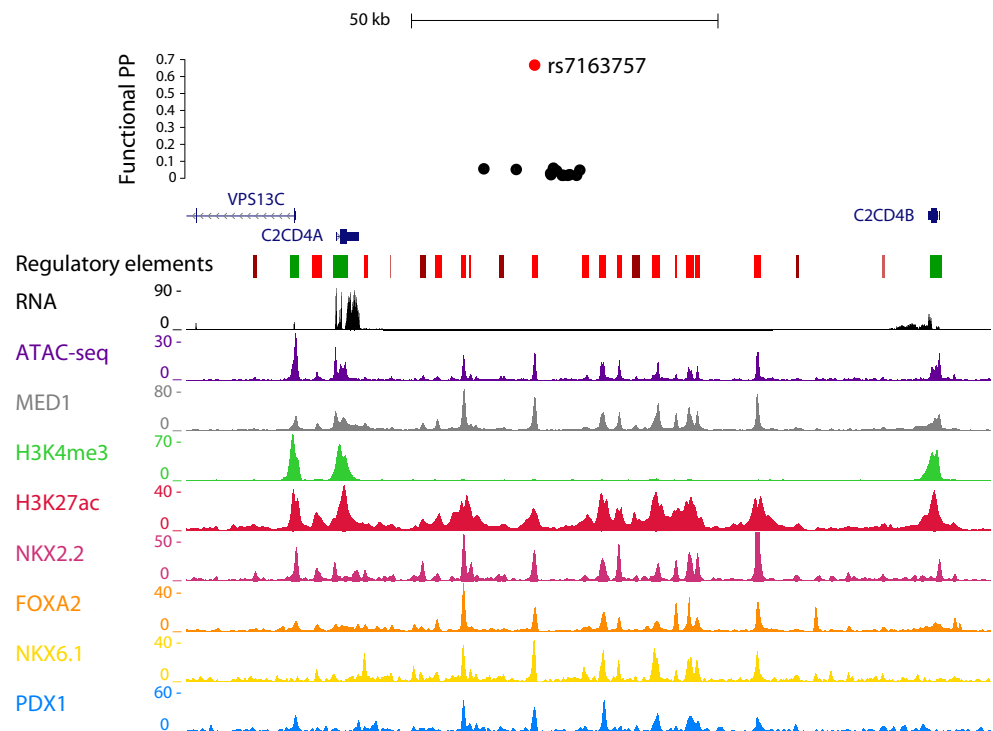 50 kb
Functional PP
0.7
0.6
0.5
0.4
0.3
0.2
0.1
0
rs7163757
VPS13C
C2CD4A
C2CD4B
Regulatory elements
RNA
90 -
0
ATAC-seq
30 -
0
MED1
80 -
0
H3K4me3
70 -
0
H3K27ac
40 -
0
NKX2.2
50 -
0
FOXA2
40 -
0
NKX6.1
40 -
0
PDX1
60 -
0